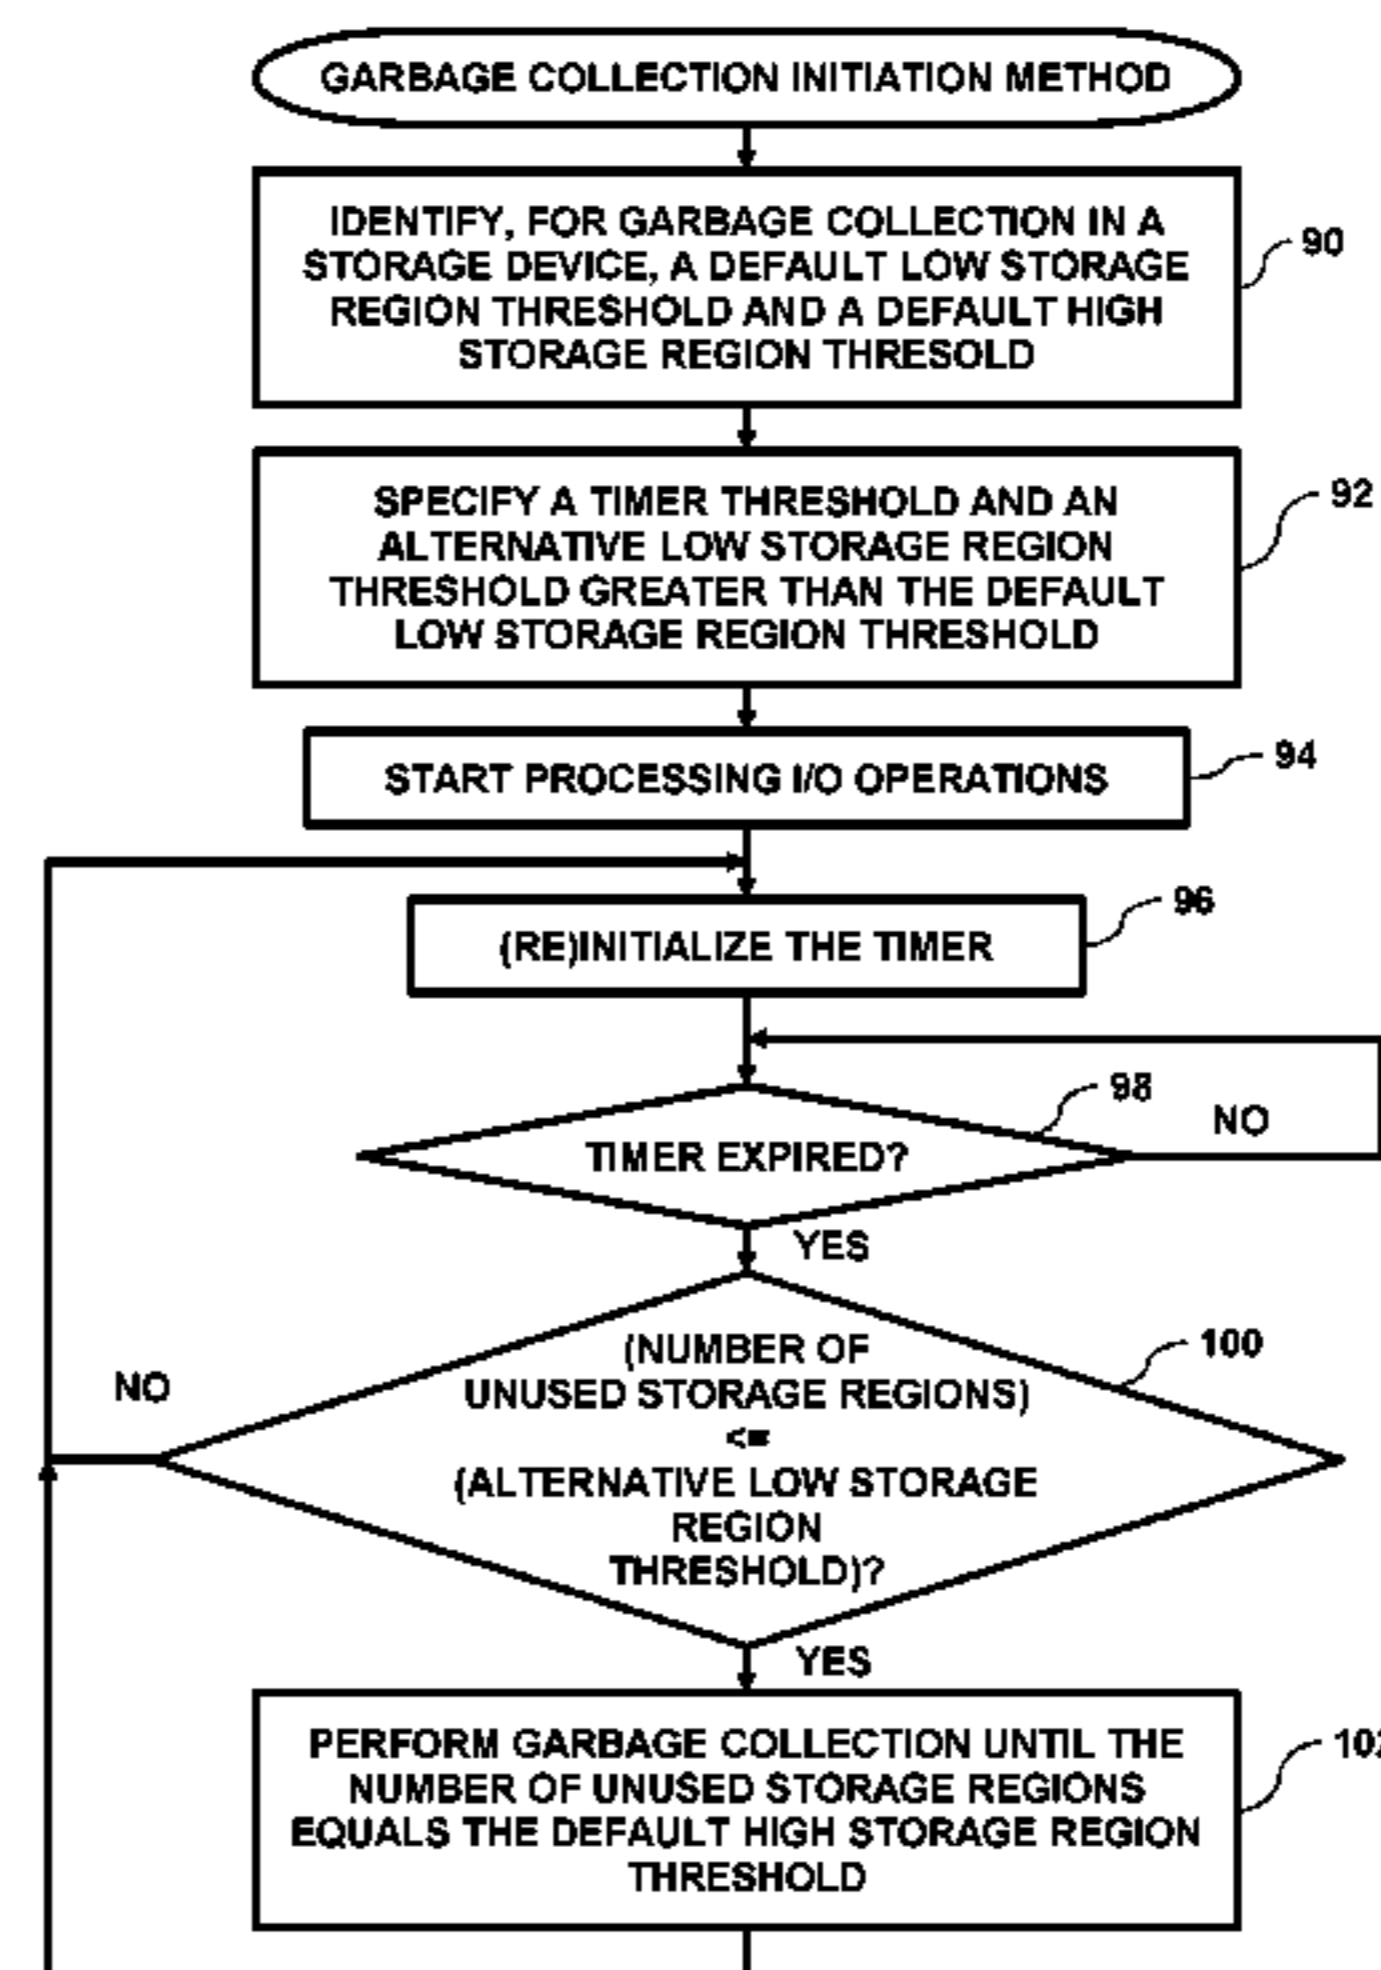 GARBAGE COLLECTION INITIATION METHOD
IDENTIFY, FOR GARBAGE COLLECTION IN A
STORAGE DEVICE, A DEFAULT LOW STORAGE
REGION THRESHOLD AND A DEFAULT HIGH
STORAGE REGION THRESOLD
90
SPECIFY A TIMER THRESHOLD AND AN
ALTERNATIVE LOW STORAGE REGION
THRESHOLD GREATER THAN THE DEFAULT
LOW STORAGE REGION THRESHOLD
92
START PROCESSING I/O OPERATIONS
94
(RE)INITIALIZE THE TIMER
96
TIMER EXPIRED?
98
NO
YES
(NUMBER OF
UNUSED STORAGE REGIONS)
<=
(ALTERNATIVE LOW STORAGE
REGION
THRESHOLD)?
100
NO
YES
PERFORM GARBAGE COLLECTION UNTIL THE
NUMBER OF UNUSED STORAGE REGIONS
EQUALS THE DEFAULT HIGH STORAGE REGION
THRESHOLD
102